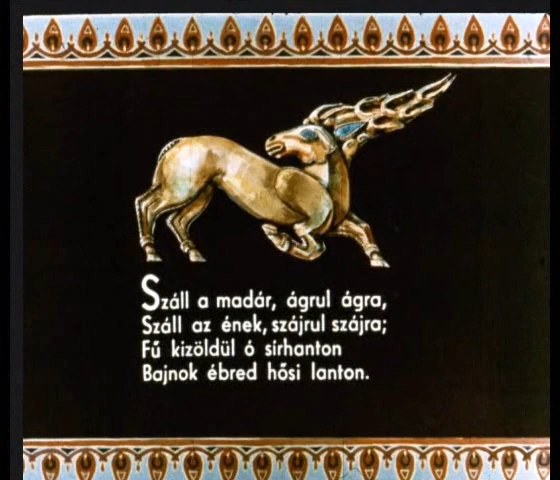 Száll a madár, ágrul ágra,
Száll az ének, szájrul szájra;
Fű kizöldül ó sirhanton
Bajnok ébred hősi lanton.